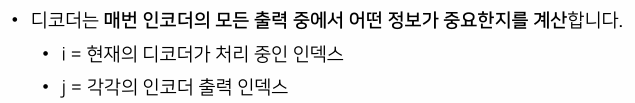 • 디코더는 매번 인코더의 모든 출력 중에서 어떤 정보가 중요한지를 계산합니다.
• i = 현재의 디코더가 처리 중인 인덱스
• j = 각각의 인코더 출력 인덱스